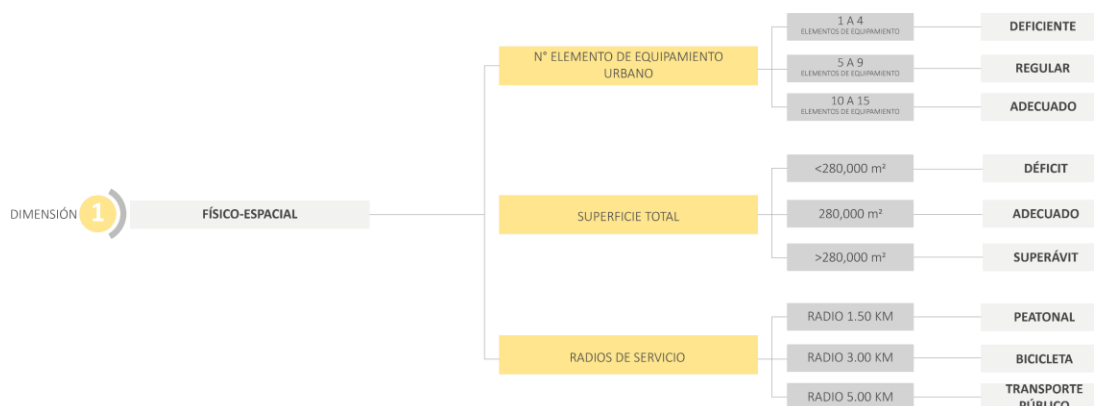 DIMENSIÓN 1
FÍSICO-ESPACIAL
N° ELEMENTO DE EQUIPAMIENTO
URBANO
1 A 4
ELEMENTOS DE EQUIPAMIENTO
DEFICIENTE
5 A 9
ELEMENTOS DE EQUIPAMIENTO
REGULAR
10 A 15
ELEMENTOS DE EQUIPAMIENTO
ADECUADO
SUPERFICIE TOTAL
<280,000 m²
DÉFICIT
280,000 m²
ADECUADO
>280,000 m²
SUPERÁVIT
RADIOS DE SERVICIO
RADIO 1.50 KM
PEATONAL
RADIO 3.00 KM
BICICLETA
RADIO 5.00 KM
TRANSPORTE
PÚBLICO